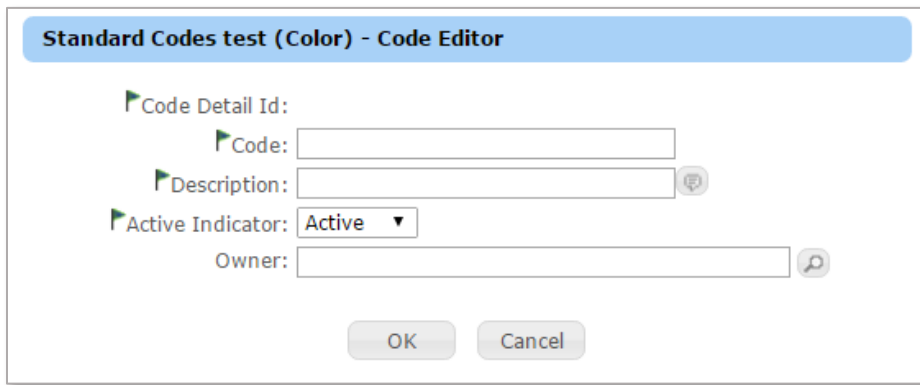 Standard Codes test (Color) - Code Editor
Code Detail Id:
Code:
Description:
Active Indicator: Active
Owner:
OK Cancel